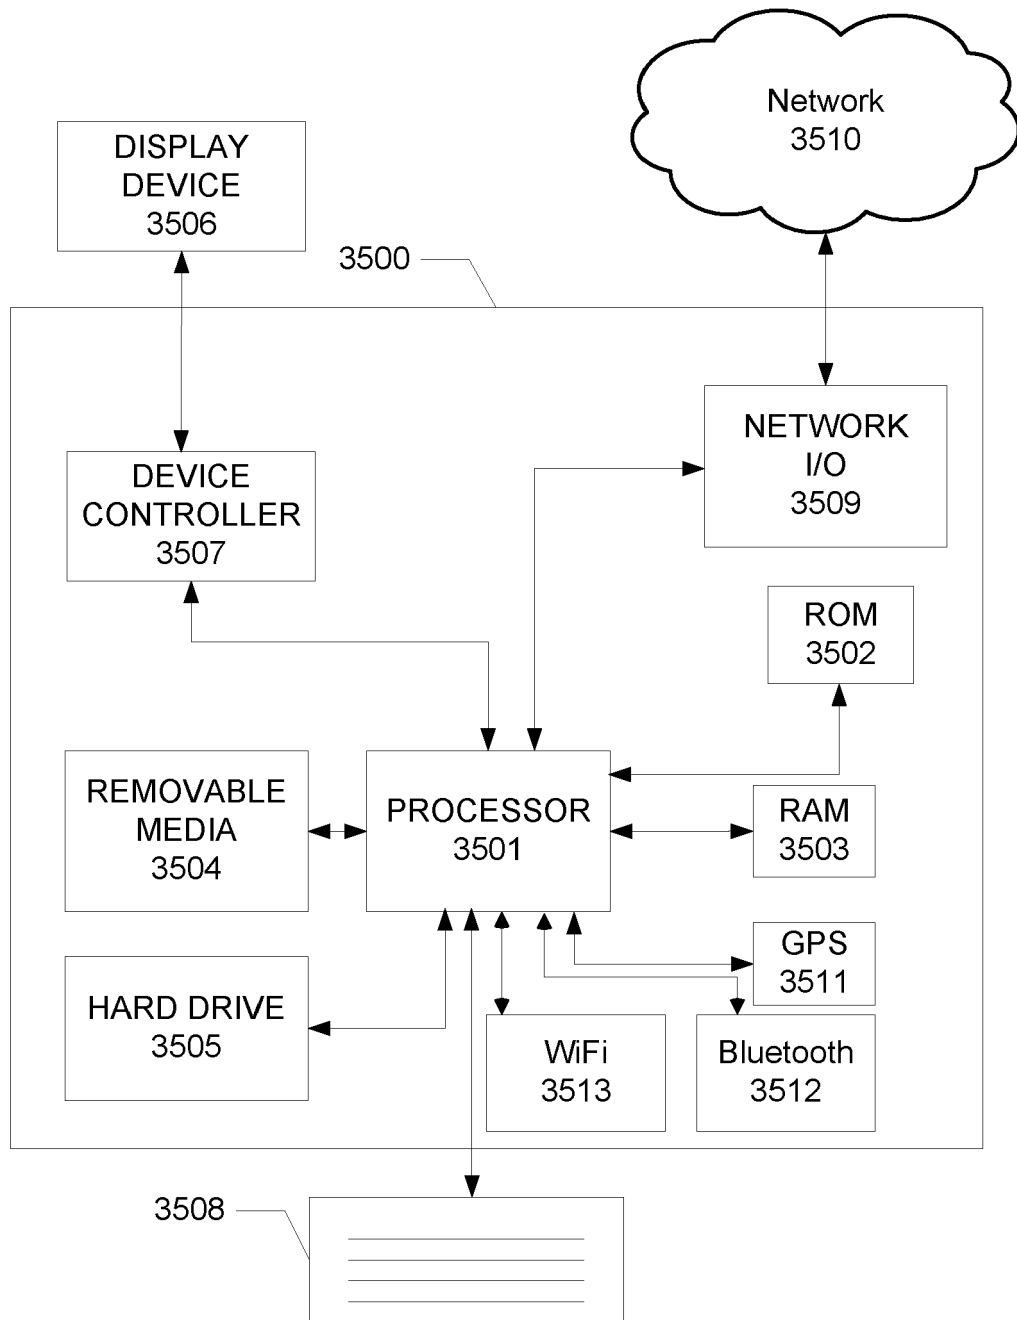 Network
3510
DISPLAY
DEVICE
3506
3500
NETWORK
I/O
3509
DEVICE
CONTROLLER
3507
ROM
3502
REMOVABLE
MEDIA
3504
PROCESSOR
3501
RAM
3503
GPS
3511
HARD DRIVE
3505
WiFi
3513
Bluetooth
3512
3508